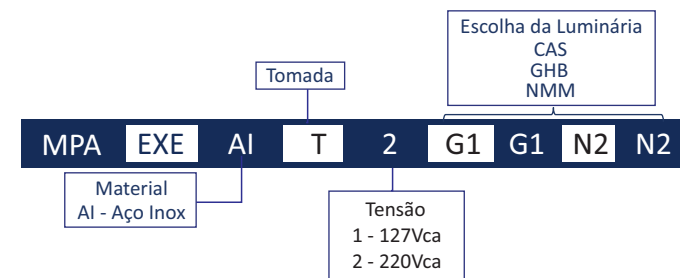 Escolha da Luminária
CAS
GHB
NMM
Tomada
MPA EXE AI T 2 G1 G1 N2 N2
Material
AI - Aço Inox
Tensão
1 - 127Vca
2 - 220Vca